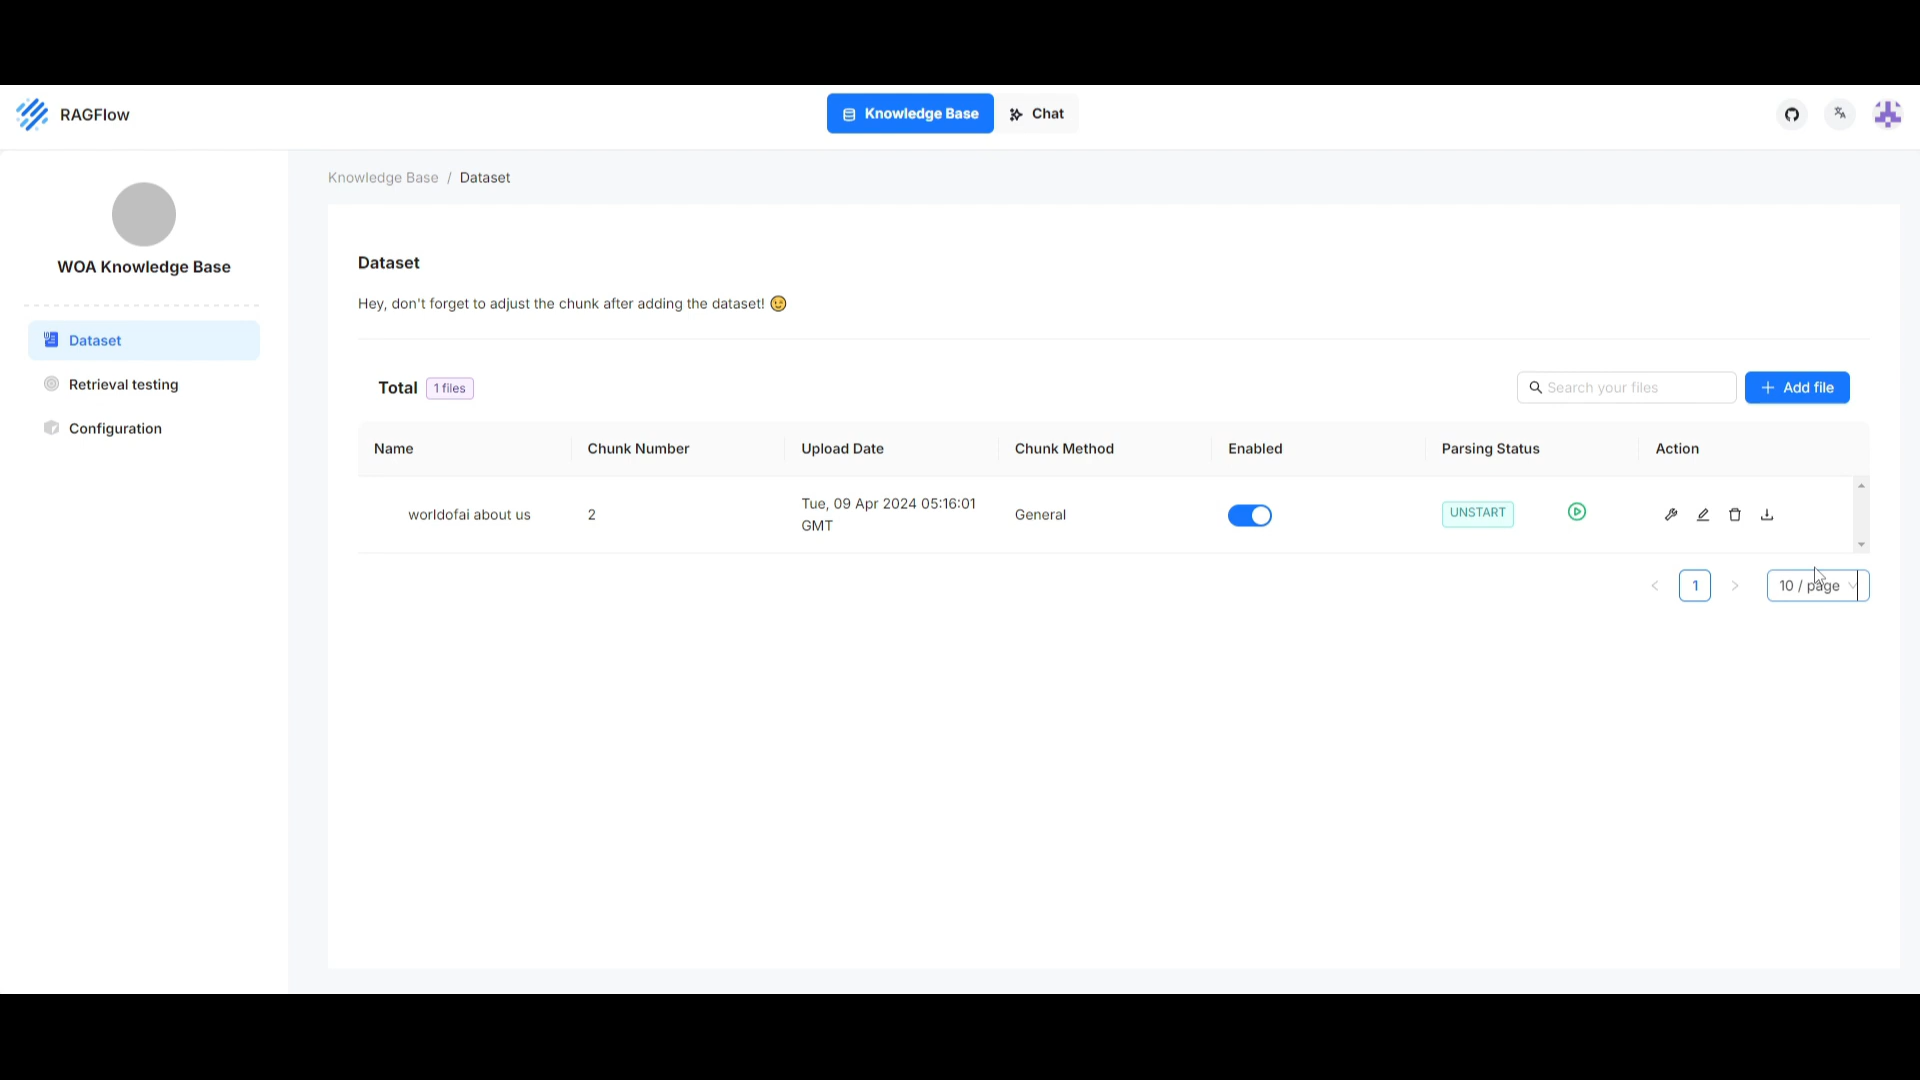 RAGFlow
Knowledge Base
Chat
WOA Knowledge Base
Dataset
Retrieval testing
Configuration
Knowledge Base / Dataset
Dataset
Hey, don't forget to adjust the chunk after adding the dataset! 😉
Total 1 files
Search your files
+ Add file
Name Chunk Number Upload Date Chunk Method Enabled Parsing Status Action
worldofai about us 2 Tue, 09 Apr 2024 05:16:01 General UNSTART
GMT
< 1 > 10 / page